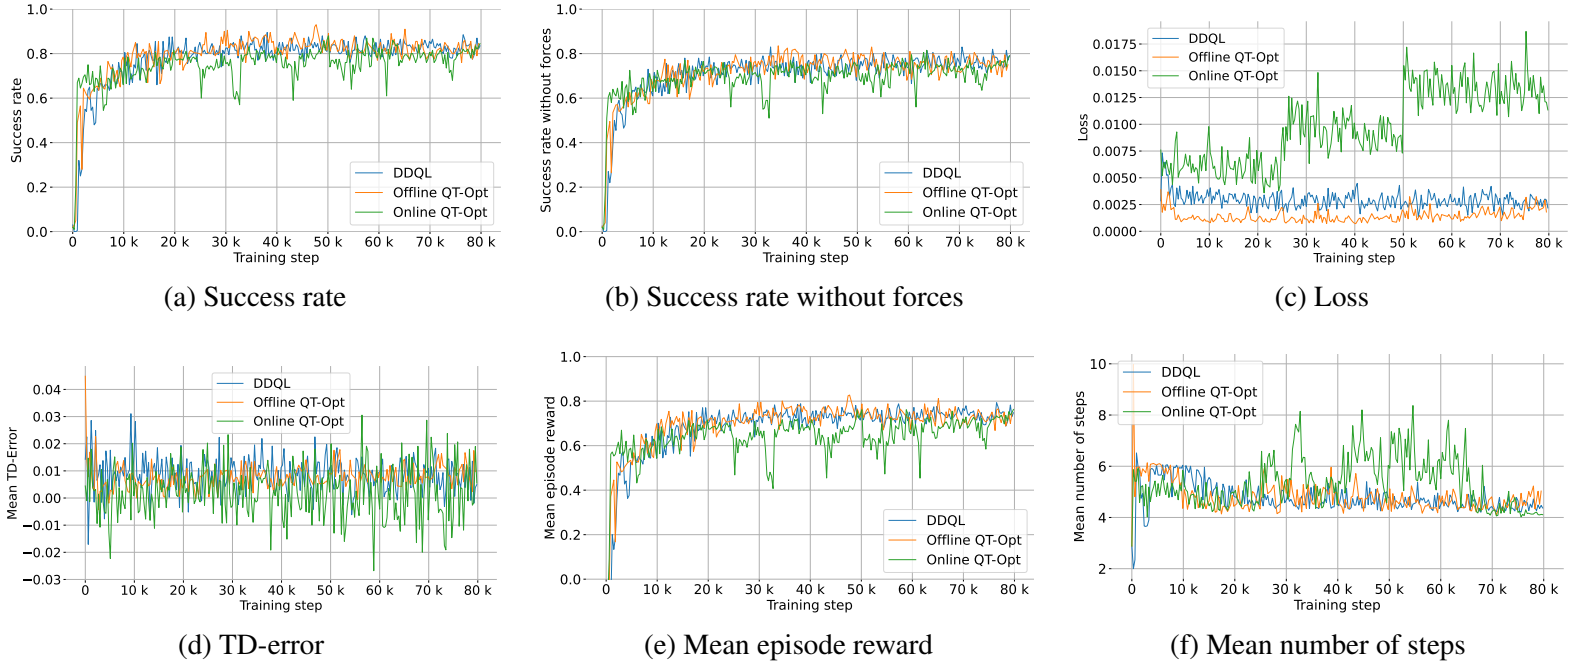 1.0
0.8
0.6
0.4
0.2
0.0
Success rate
DDQL
Offline QT-Opt
Online QT-Opt
0 10 k 20 k 30 k 40 k 50 k 60 k 70 k 80 k
Training step
(a) Success rate
1.0
0.8
0.6
0.4
0.2
0.0
Success rate without forces
DDQL
Offline QT-Opt
Online QT-Opt
0 10 k 20 k 30 k 40 k 50 k 60 k 70 k 80 k
Training step
(b) Success rate without forces
0.0175
0.0150
0.0125
0.0100
0.0075
0.0050
0.0025
0.0000
Loss
DDQL
Offline QT-Opt
Online QT-Opt
0 10 k 20 k 30 k 40 k 50 k 60 k 70 k 80 k
Training step
(c) Loss
0.04
0.03
0.02
0.01
0.00
−0.01
−0.02
−0.03
Mean TD-Error
DDQL
Offline QT-Opt
Online QT-Opt
0 10 k 20 k 30 k 40 k 50 k 60 k 70 k 80 k
Training step
(d) TD-error
1.0
0.8
0.6
0.4
0.2
0.0
Mean episode reward
DDQL
Offline QT-Opt
Online QT-Opt
0 10 k 20 k 30 k 40 k 50 k 60 k 70 k 80 k
Training step
(e) Mean episode reward
10
8
6
4
2
Mean number of steps
DDQL
Offline QT-Opt
Online QT-Opt
0 10 k 20 k 30 k 40 k 50 k 60 k 70 k 80 k
Training step
(f) Mean number of steps